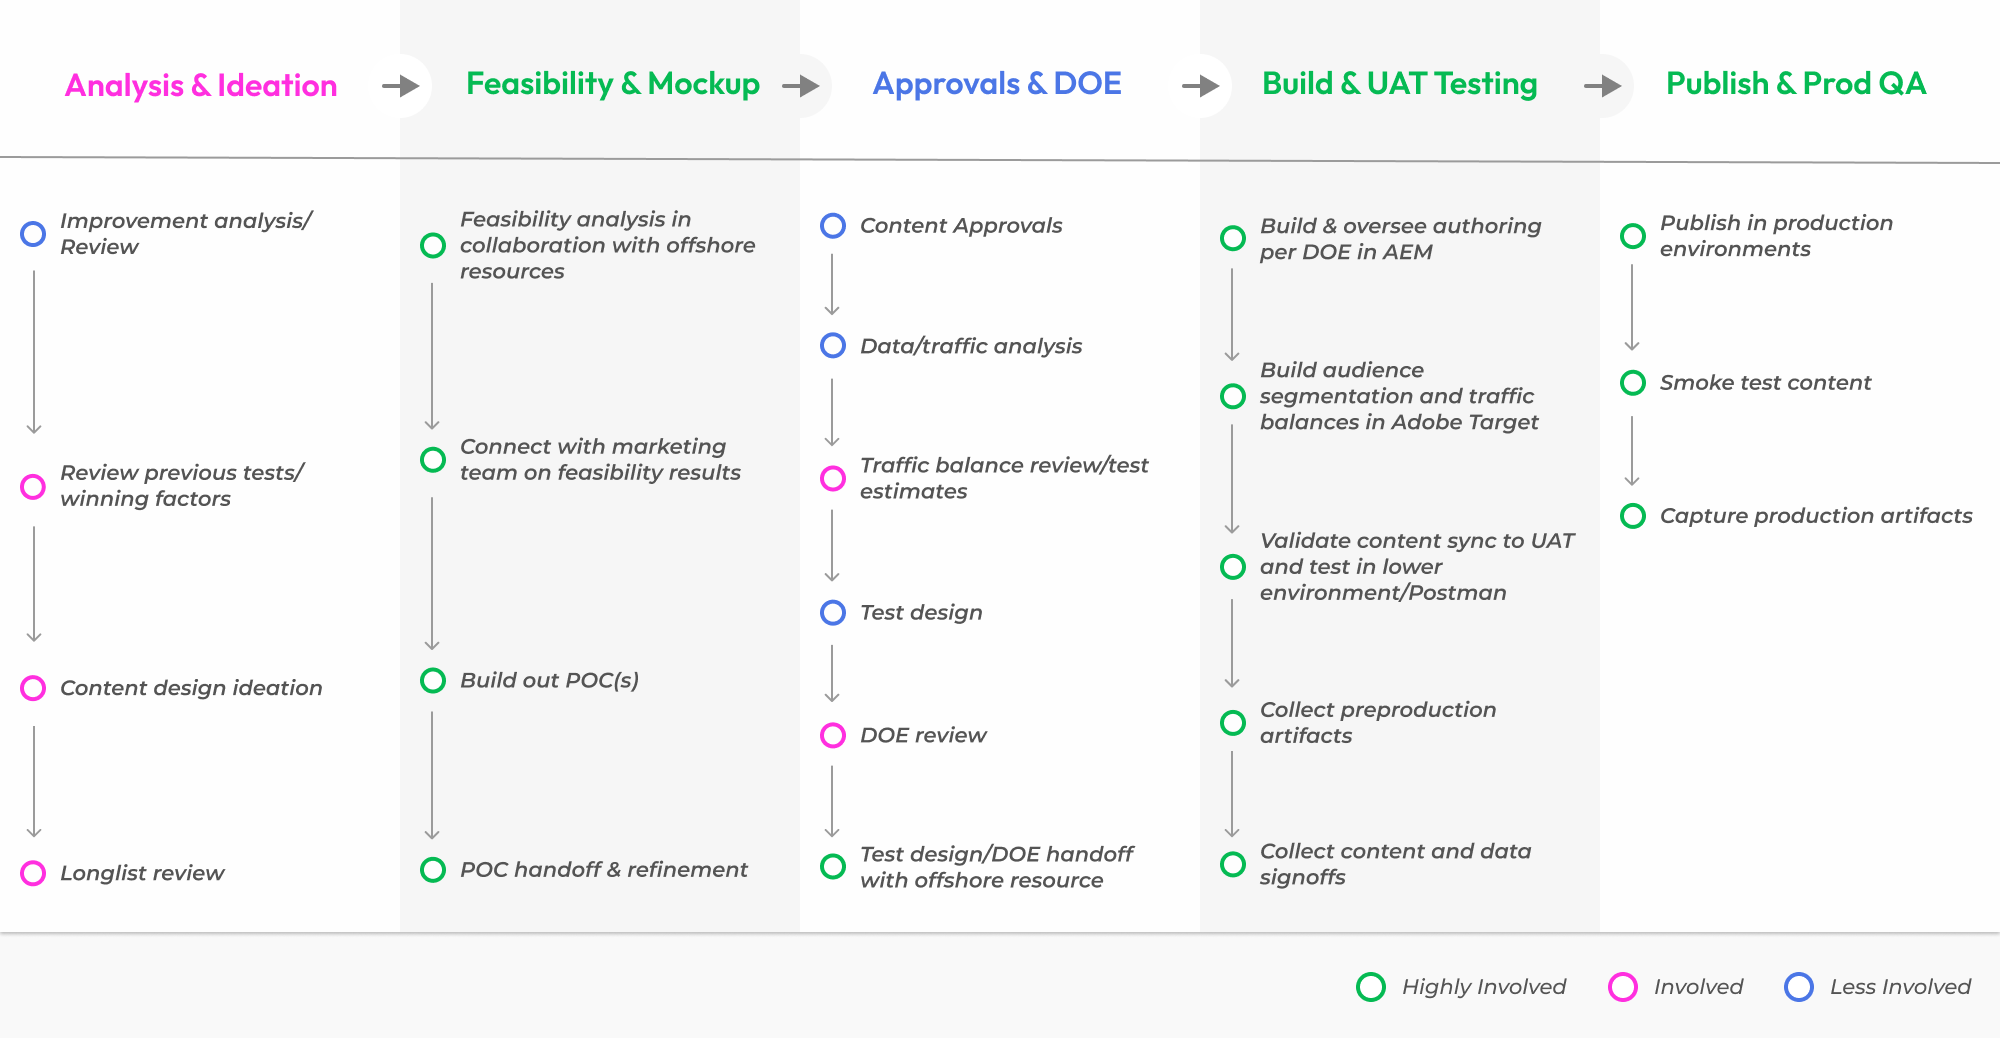 Analysis & Ideation
Feasibility & Mockup
Approvals & DOE
Build & UAT Testing
Publish & Prod QA
Improvement analysis/
Review
Review previous tests/
winning factors
Content design ideation
Longlist review
Feasibility analysis in
collaboration with offshore
resources
Connect with marketing
team on feasibility results
Build out POC(s)
POC handoff & refinement
Content Approvals
Data/traffic analysis
Traffic balance review/test
estimates
Test design
DOE review
Test design/DOE handoff
with offshore resource
Build & oversee authoring
per DOE in AEM
Build audience
segmentation and traffic
balances in Adobe Target
Validate content sync to UAT
and test in lower
environment/Postman
Collect preproduction
artifacts
Collect content and data
signoffs
Publish in production
environments
Smoke test content
Capture production artifacts
Highly Involved
Involved
Less Involved